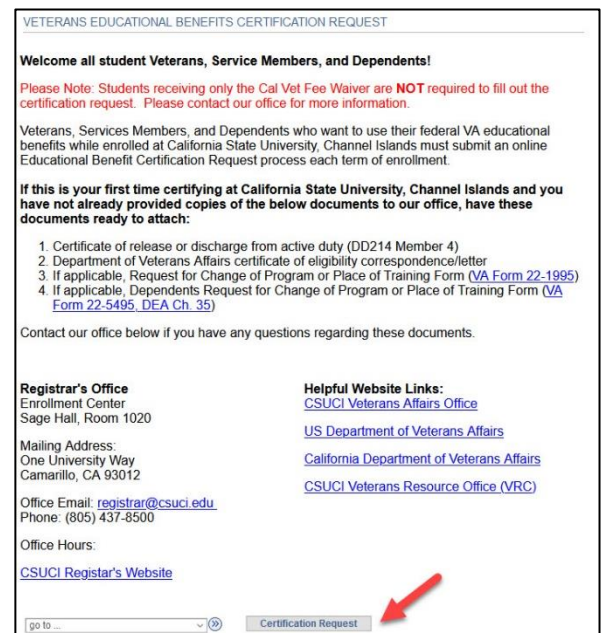 VETERANS EDUCATIONAL BENEFITS CERTIFICATION REQUEST
Welcome all student Veterans, Service Members, and Dependents!
Please Note: Students receiving only the Cal Vet Fee Waiver are NOT required to fill out the
certification request. Please contact our office for more information.
Veterans, Services Members, and Dependents who want to use their federal VA educational
benefits while enrolled at California State University, Channel Islands must submit an online
Educational Benefit Certification Request process each term of enrollment.
If this is your first time certifying at California State University, Channel Islands and you
have not already provided copies of the below documents to our office, have these
documents ready to attach:
1. Certificate of release or discharge from active duty (DD214 Member 4)
2. Department of Veterans Affairs certificate of eligibility correspondence/letter
3. If applicable, Request for Change of Program or Place of Training Form (VA Form 22-1995)
4. If applicable, Dependents Request for Change of Program or Place of Training Form (VA
Form 22-5495, DEA Ch. 35)
Contact our office below if you have any questions regarding these documents.
Registrar's Office
Enrollment Center
Sage Hall, Room 1020
Mailing Address:
One University Way
Camarillo, CA 93012
Office Email: registrar@csuci.edu
Phone: (805) 437-8500
Office Hours:
CSUCI Registar's Website
Helpful Website Links:
CSUCI Veterans Affairs Office
US Department of Veterans Affairs
California Department of Veterans Affairs
CSUCI Veterans Resource Office (VRC)
go to ...
Certification Request